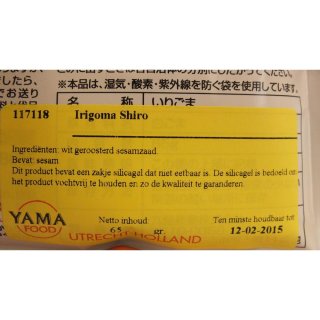 ※本品は、湿気・酸素・紫外線を防ぐ袋を使用しています。
名 称 いりごま
117118 Irigoma Shiro
Ingrediënten: wit geroosterd sesamzaad
Bevat: sesam
Dit product bevat een zakje silicagal dat niet eetbaar is. De silicagel is bedoeld om
het product vochtvrij te houden en zo de kwaliteit te garanderen.
YAMA
FOOD
Netto inhoud
65 gr.
Ten minste houdbaar tot
12-02-2015
UTRECHT HOLLAND